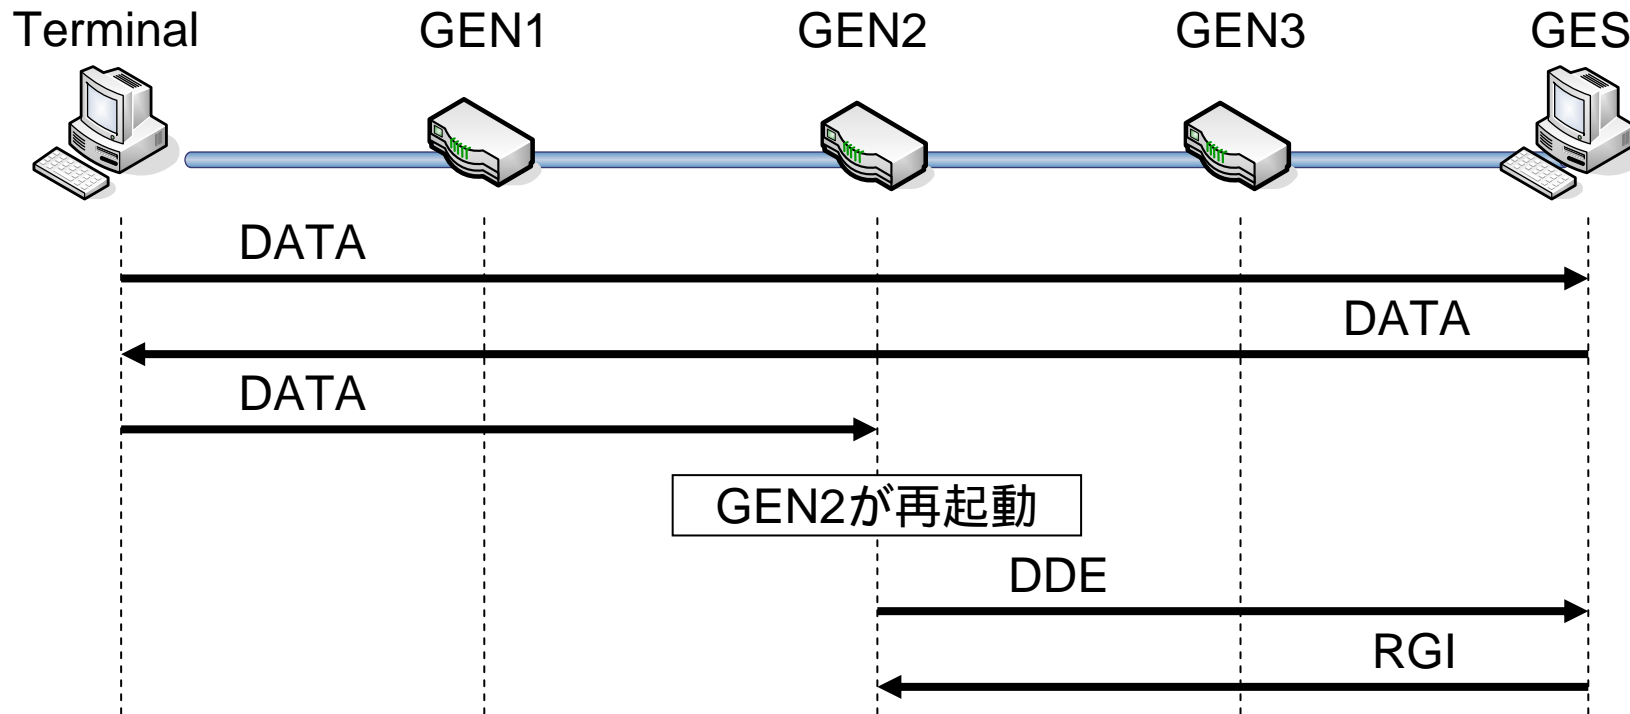 Terminal
GEN1
GEN2
GEN3
GES
DATA
DATA
DATA
GEN2が再起動
DDE
RGI